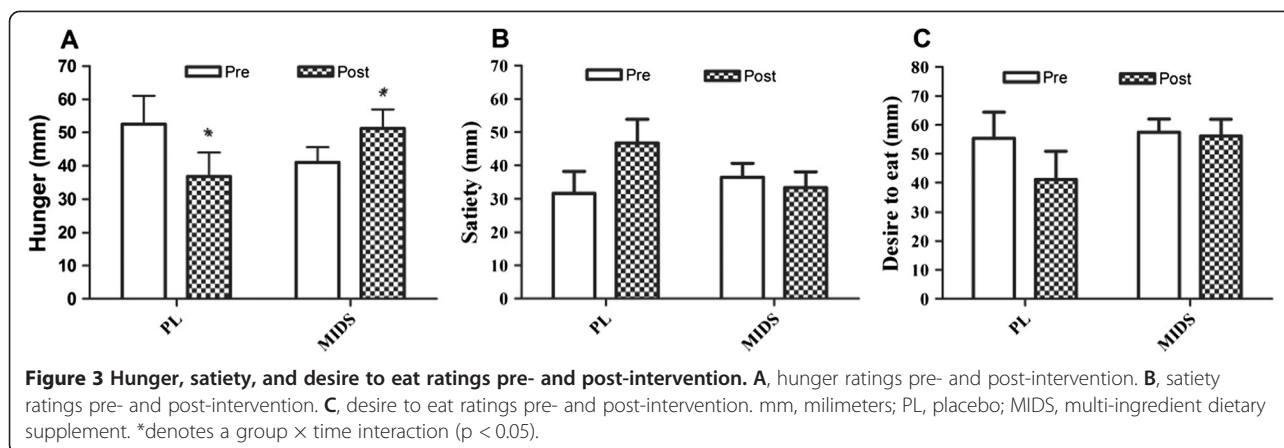 A
70
60
50
40
30
20
10
0
Hunger (mm)
Pre
Post
*
*
PL
MIDS
B
70
60
50
40
30
20
10
0
Satiety (mm)
Pre
Post
PL
MIDS
C
80
70
60
50
40
30
20
10
0
Desire to eat (mm)
Pre
Post
PL
MIDS
Figure 3 Hunger, satiety, and desire to eat ratings pre- and post-intervention. A, hunger ratings pre- and post-intervention. B, satiety
ratings pre- and post-intervention. C, desire to eat ratings pre- and post-intervention. mm, milimeters; PL, placebo; MIDS, multi-ingredient dietary
supplement. *denotes a group × time interaction (p < 0.05).